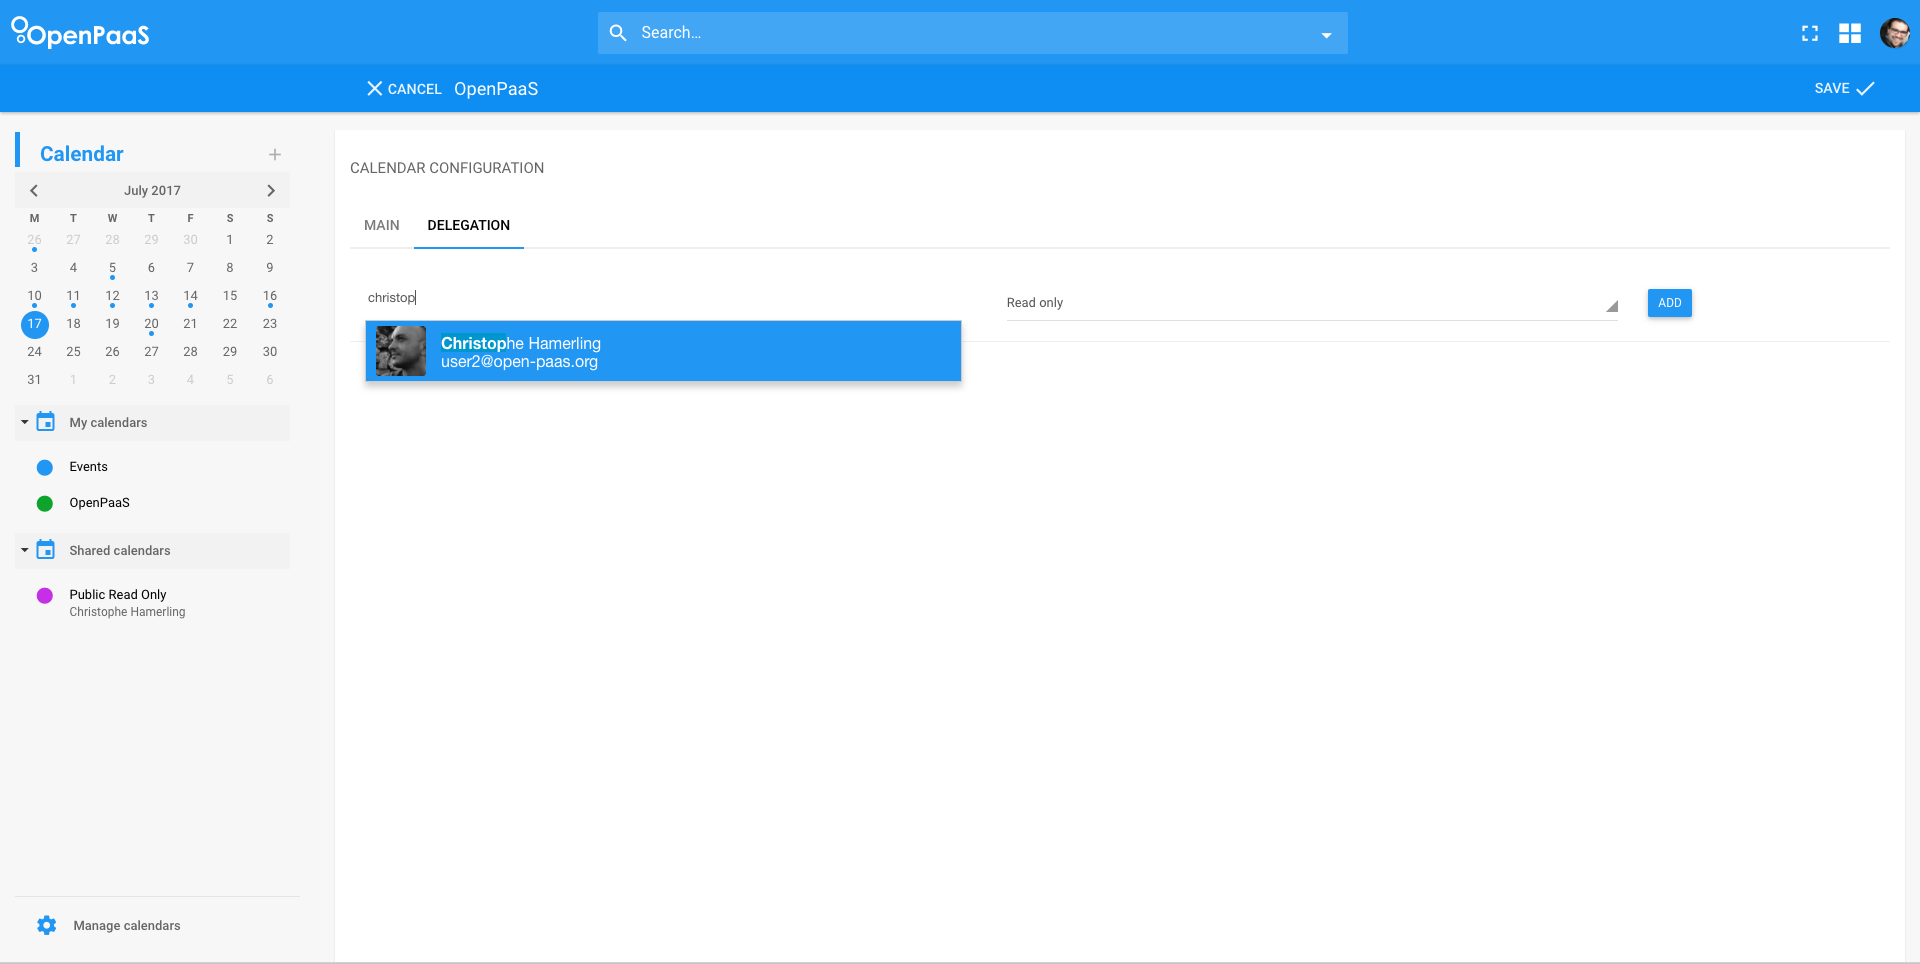 OpenPaaS
Search...
CANCEL OpenPaaS
SAVE
Calendar
July 2017
M T W T F S S
26 27 28 29 30 1 2
3 4 5 6 7 8 9
10 11 12 13 14 15 16
17 18 19 20 21 22 23
24 25 26 27 28 29 30
31 1 2 3 4 5 6
My calendars
Events
OpenPaaS
Shared calendars
Public Read Only
Christophe Hamerling
Manage calendars
CALENDAR CONFIGURATION
MAIN DELEGATION
christop
Read only
ADD
Christophe Hamerling
user2@open-paas.org